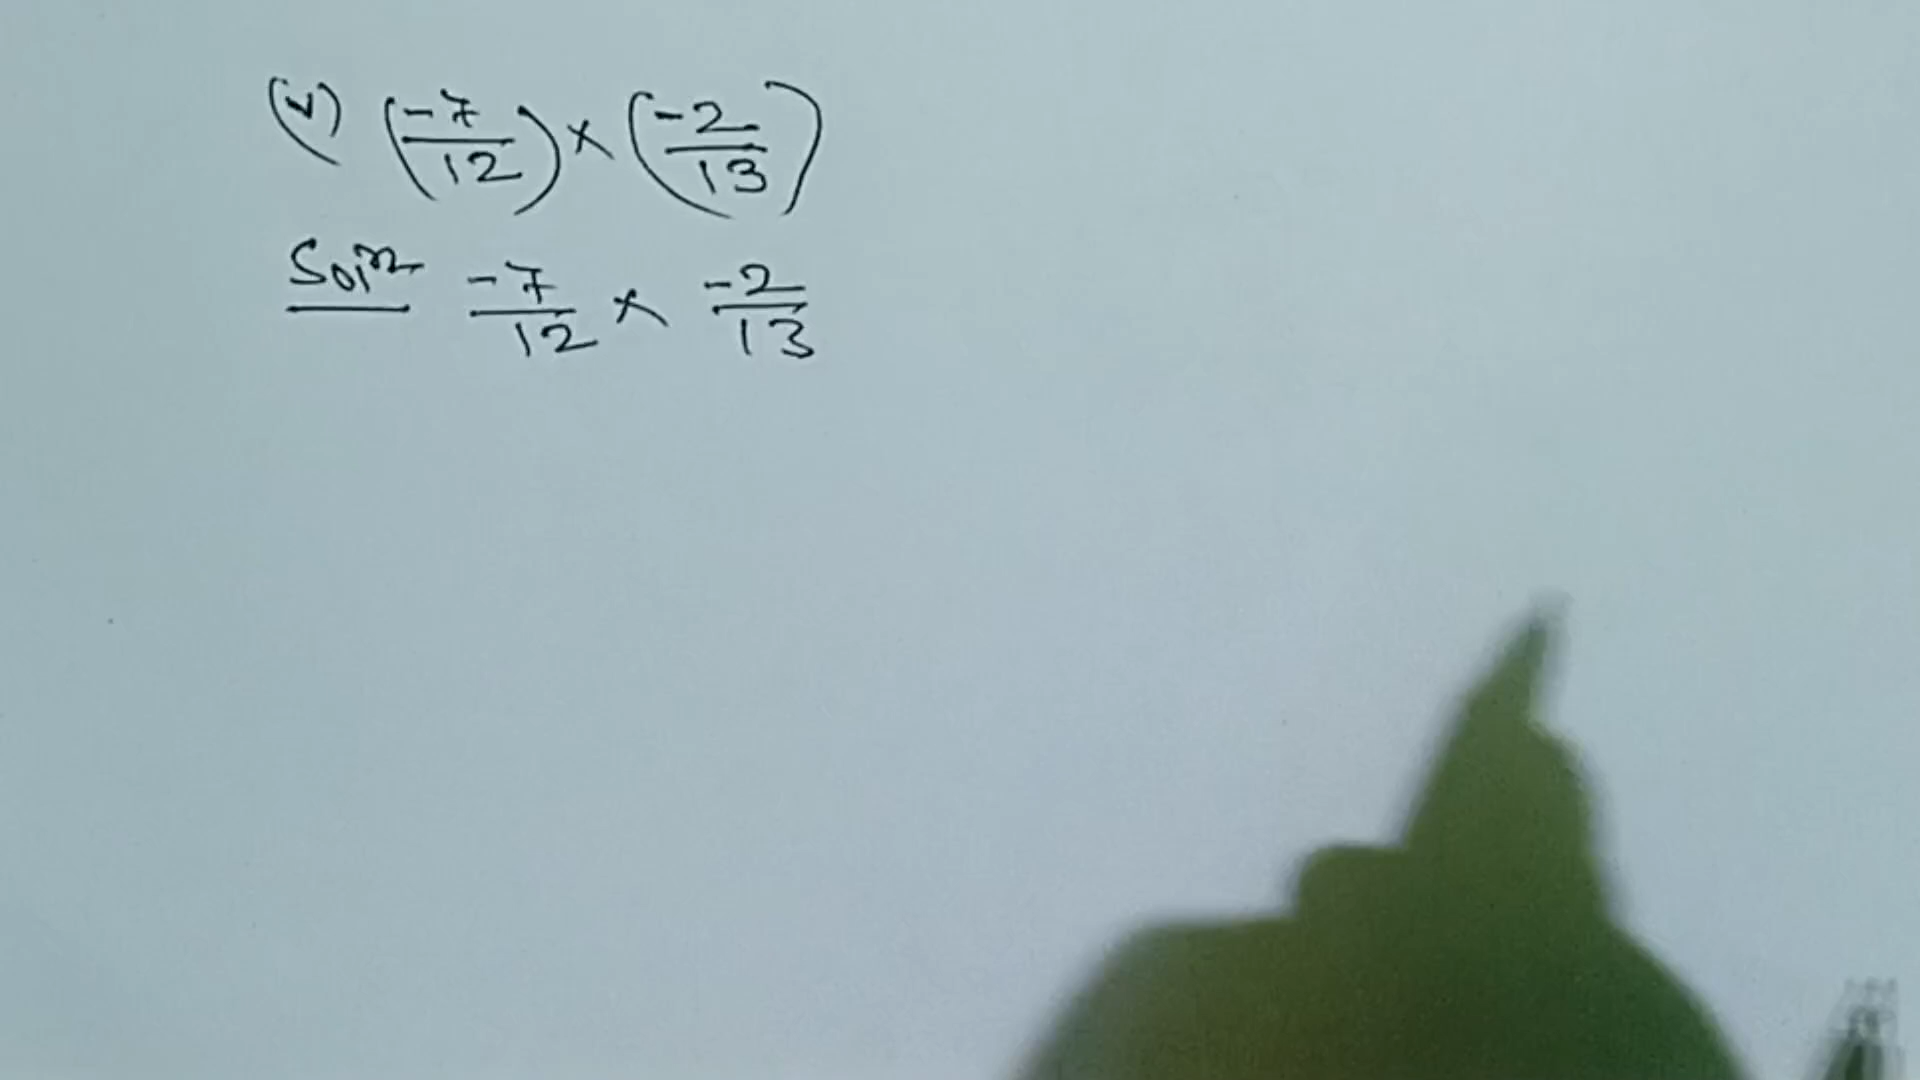 (v) (-7/12) × (-2/13)
Solⁿ -7/12 × -2/13